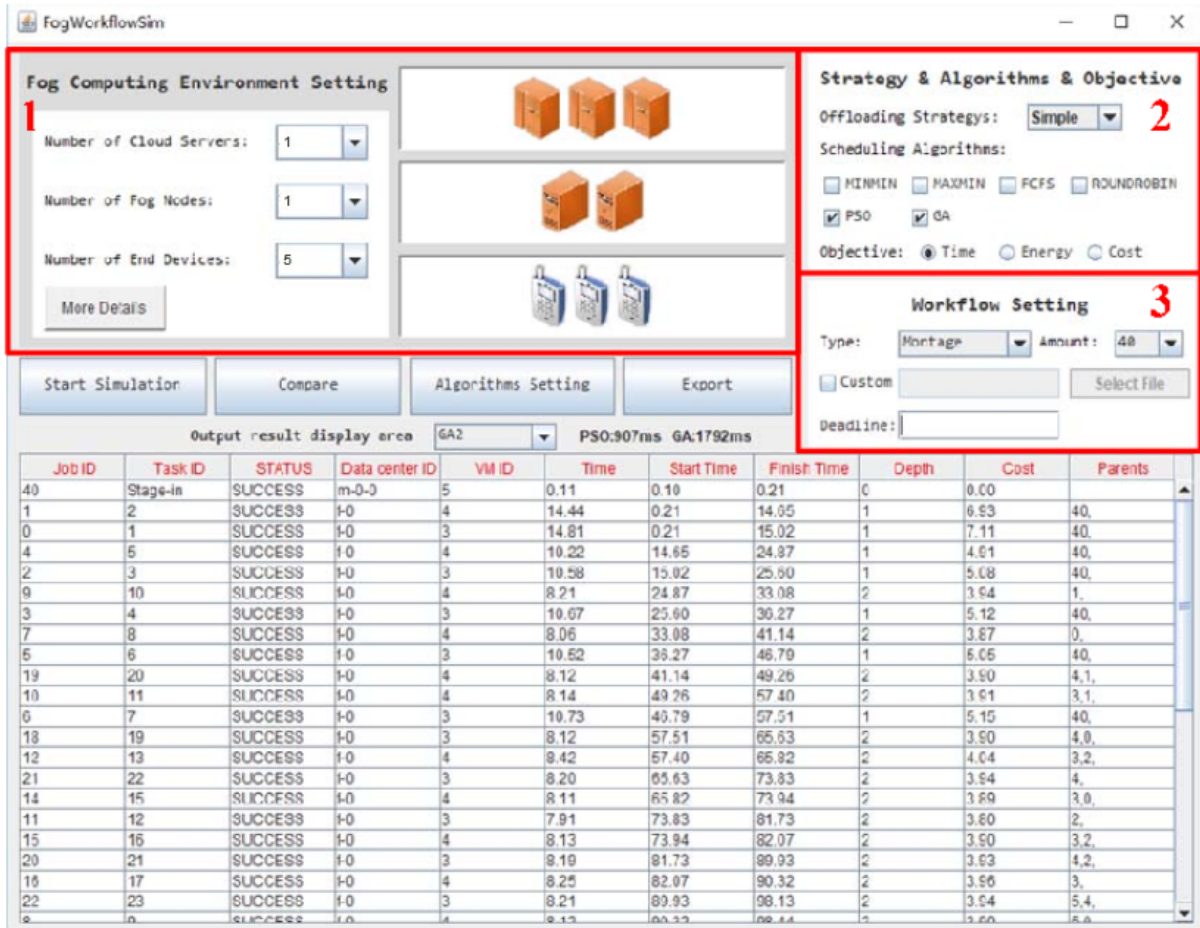 FogWorkflowSim
Fog Computing Environment Setting
1
Number of Cloud Servers: 1
Number of Fog Nodes: 1
Number of End Devices: 5
More Details
Strategy & Algorithms & Objective
2
Offloading Strategys: Simple
Scheduling Algorithms:
MINMIN MAXMIN FCFS ROUNDROBIN
PSO GA
Objective: Time Energy Cost
Workflow Setting
3
Type: Montage Amount: 40
Custom Select File
Deadline:
Start Simulation Compare Algorithms Setting Export
Output result display area GA2 PSO:907ms GA:1792ms
Job ID Task ID STATUS Data center ID VM ID Time Start Time Finish Time Depth Cost Parents
40 Stage-in SUCCESS m-0-0 5 0.11 0.10 0.21 0 0.00
1 2 SUCCESS f-0 4 14.44 0.21 14.65 1 6.93 40,
0 1 SUCCESS f-0 3 14.81 0.21 15.02 1 7.11 40,
4 5 SUCCESS f-0 4 10.22 14.65 24.87 1 4.91 40,
2 3 SUCCESS f-0 3 10.58 15.02 25.60 1 5.08 40,
9 10 SUCCESS f-0 4 8.21 24.87 33.08 2 3.94 1,
3 4 SUCCESS f-0 3 10.67 25.60 36.27 1 5.12 40,
7 8 SUCCESS f-0 4 8.06 33.08 41.14 2 3.87 0,
5 6 SUCCESS f-0 3 10.52 36.27 46.79 1 5.05 40,
19 20 SUCCESS f-0 4 8.12 41.14 49.26 2 3.90 4,1,
10 11 SUCCESS f-0 4 8.14 49.26 57.40 2 3.91 3,1,
6 7 SUCCESS f-0 3 10.73 46.79 57.51 1 5.15 40,
18 19 SUCCESS f-0 3 8.12 57.51 65.63 2 3.90 4,0,
12 13 SUCCESS f-0 4 8.42 57.40 65.82 2 4.04 3,2,
21 22 SUCCESS f-0 3 8.20 65.63 73.83 2 3.94 4,
14 15 SUCCESS f-0 4 8.11 65.82 73.94 2 3.89 3,0,
11 12 SUCCESS f-0 3 7.91 73.83 81.73 2 3.80 2,
15 16 SUCCESS f-0 4 8.13 73.94 82.07 2 3.90 3,2,
20 21 SUCCESS f-0 3 8.19 81.73 89.93 2 3.93 4,2,
16 17 SUCCESS f-0 4 8.25 82.07 90.32 2 3.96 3,
22 23 SUCCESS f-0 3 8.21 89.93 98.13 2 3.94 5,4,